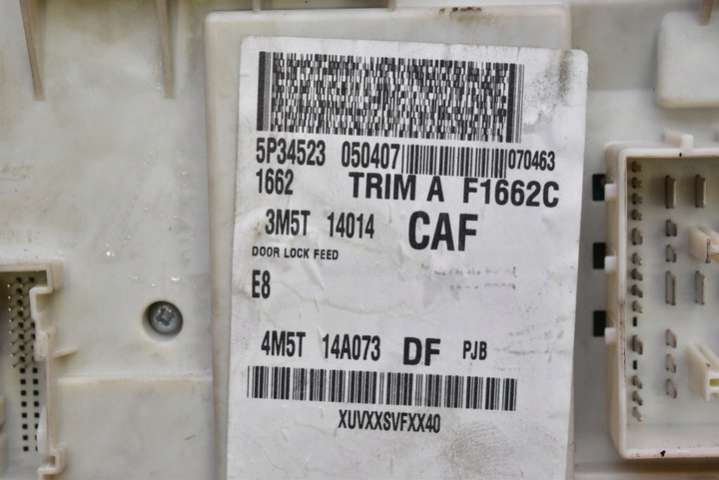 5P34523 050407 070463
1662 TRIM A F1662C
3M5T 14014 CAF
DOOR LOCK FEED
E8
4M5T 14A073 DF PJB
XUVXXSVFXX40